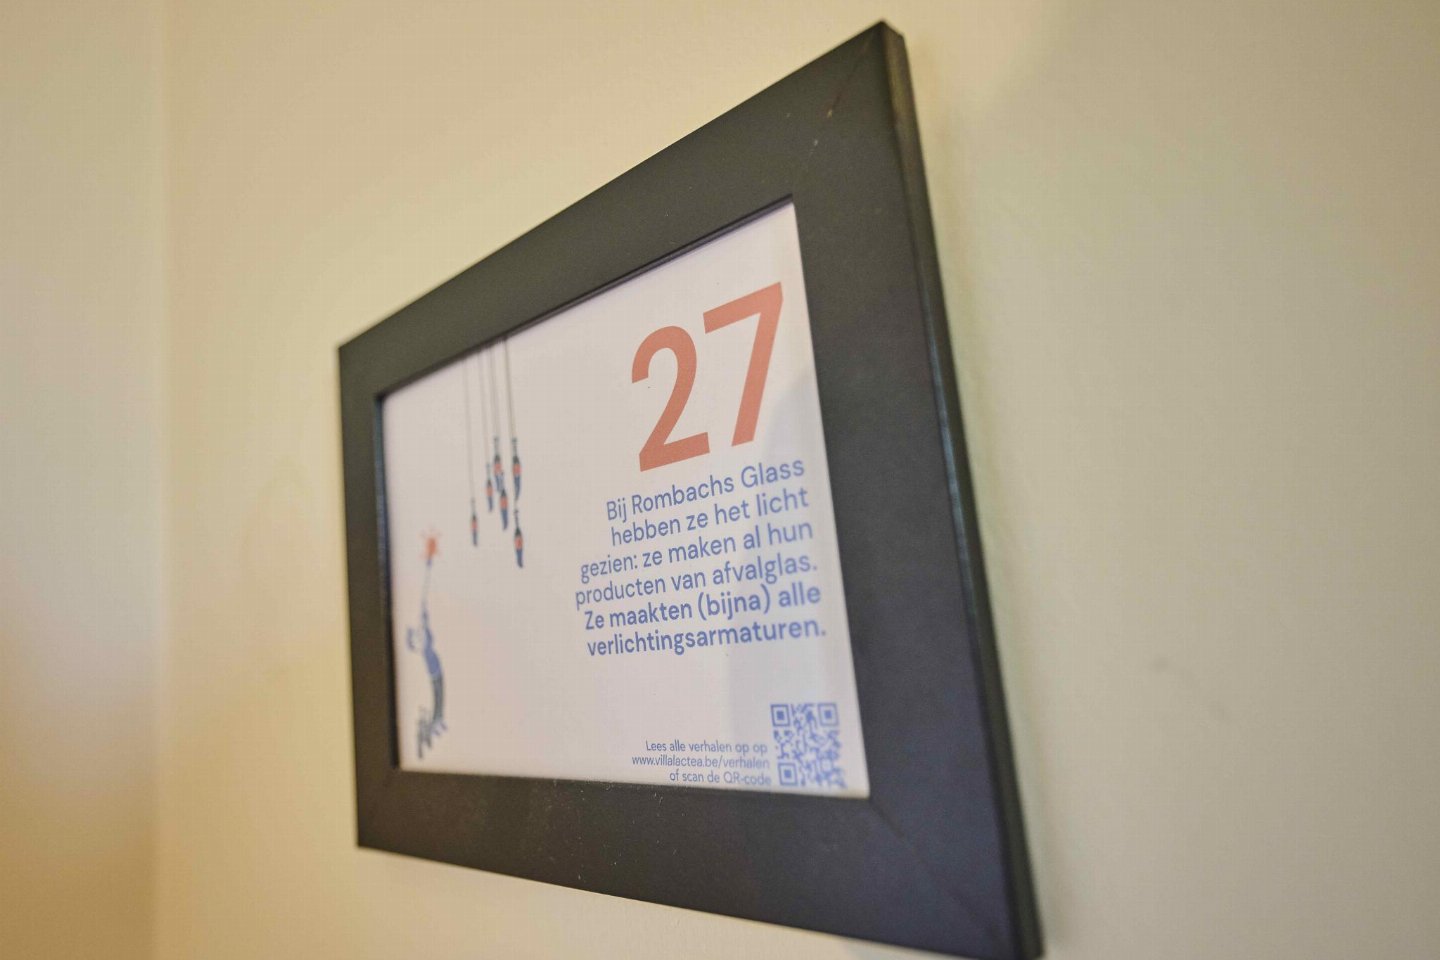 27
Bij Rombachs Glass
hebben ze het licht
gezien: ze maken al hun
producten van afvalglas.
Ze maakten (bijna) alle
verlichtingsarmaturen.
Lees alle verhalen op op
www.villalactea.be/verhalen
of scan de QR-code